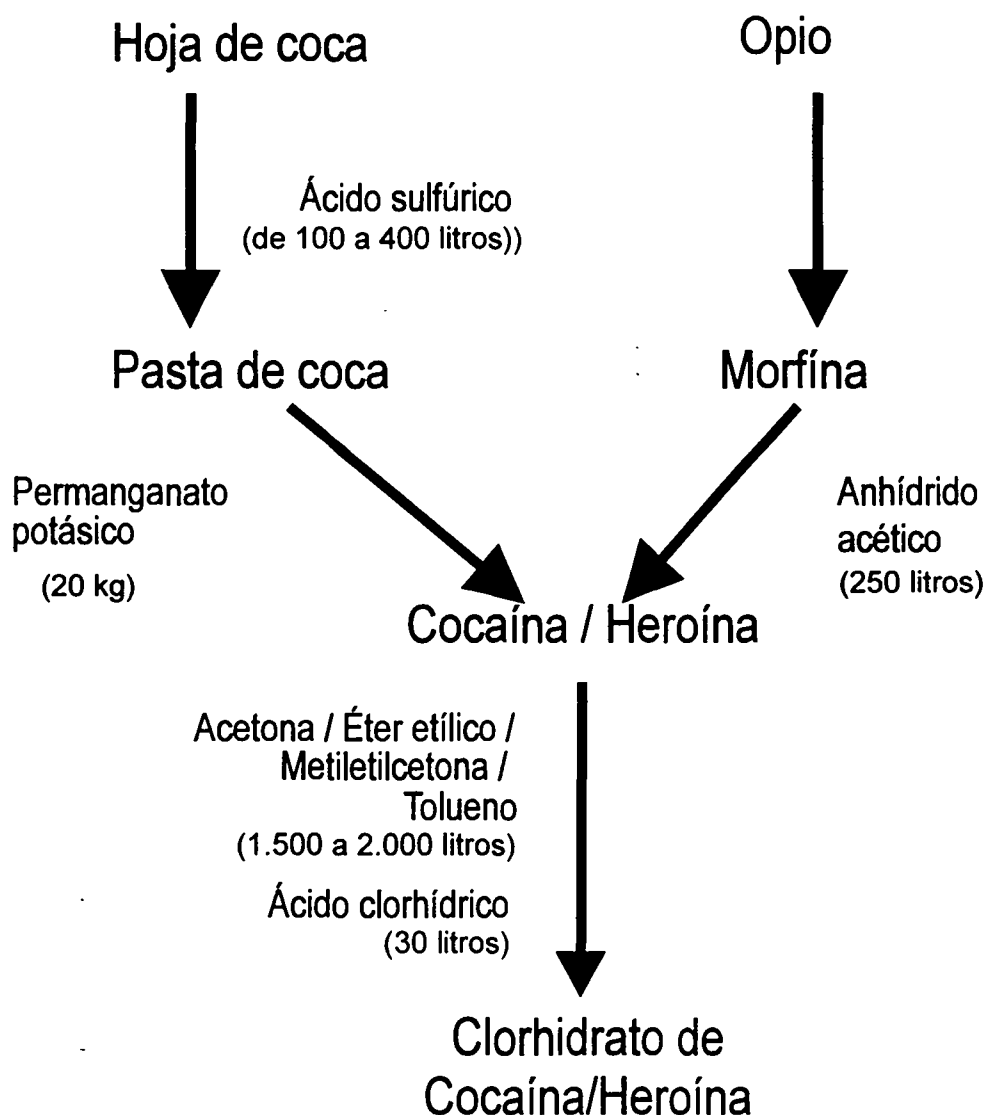 Hoja de coca
Opio
Ácido sulfúrico
(de 100 a 400 litros))
Pasta de coca
Morfína
Permanganato
potásico
(20 kg)
Anhídrido
acético
(250 litros)
Cocaína / Heroína
Acetona / Éter etílico /
Metiletilcetona /
Tolueno
(1.500 a 2.000 litros)
Ácido clorhídrico
(30 litros)
Clorhidrato de
Cocaína/Heroína